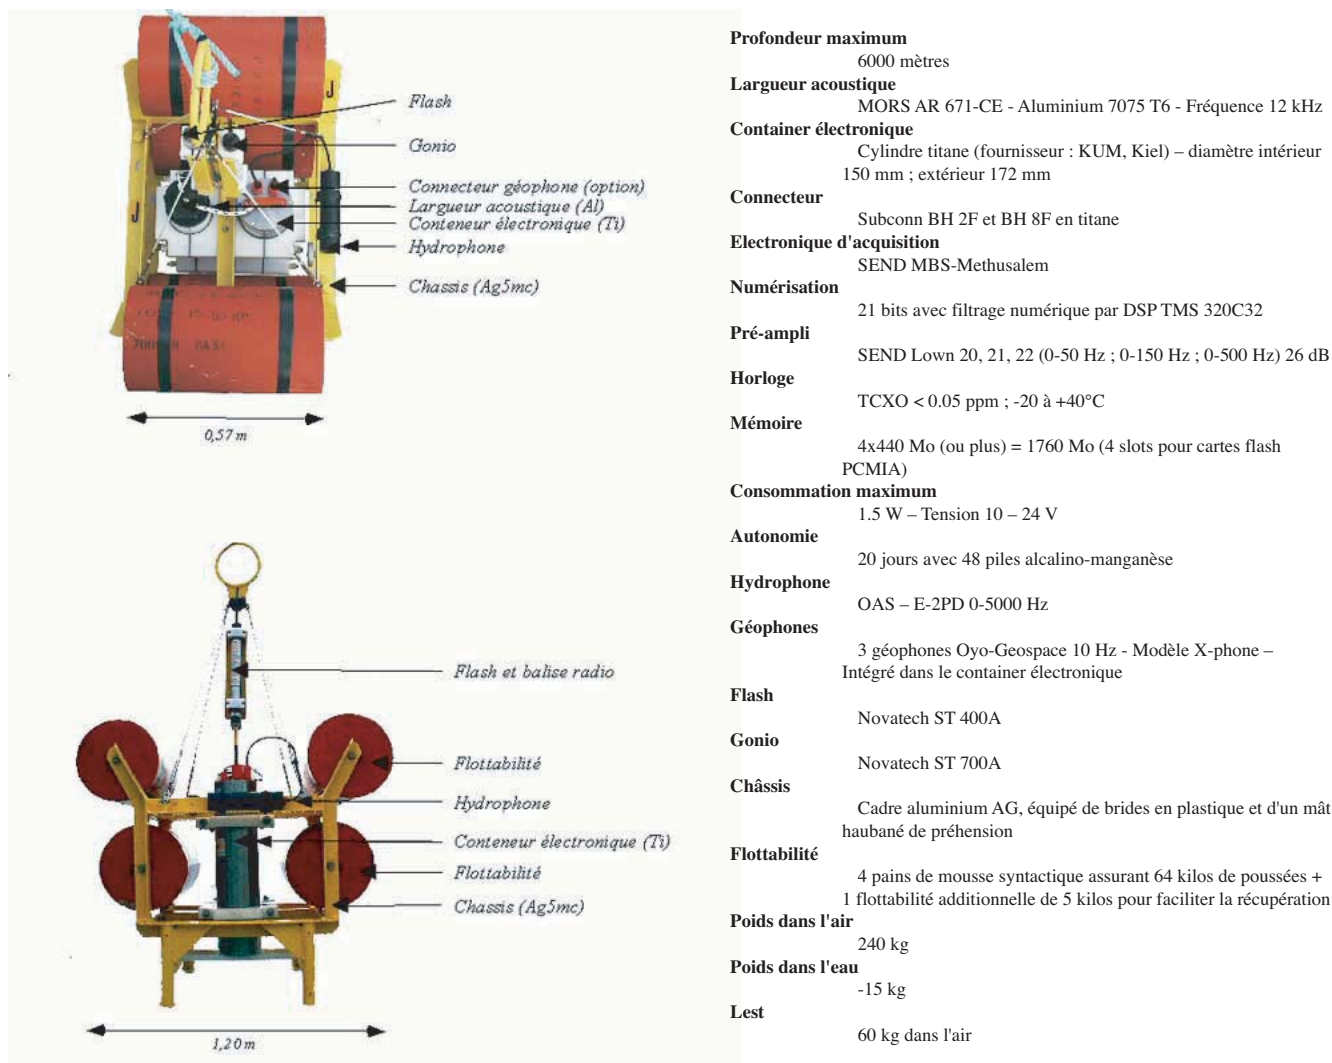 Flash
Gonio
Connecteur géophone (option)
Largueur acoustique (Al)
Conteneur électronique (Ti)
Hydrophone
Chassis (Ag5mc)
0,57 m
Flash et balise radio
Flottabilité
Hydrophone
Conteneur électronique (Ti)
Flottabilité
Chassis (Ag5mc)
1,20 m
Profondeur maximum
6000 mètres
Largueur acoustique
MORS AR 671-CE - Aluminium 7075 T6 - Fréquence 12 kHz
Container électronique
Cylindre titane (fournisseur : KUM, Kiel) – diamètre intérieur
150 mm ; extérieur 172 mm
Connecteur
Subconn BH 2F et BH 8F en titane
Electronique d'acquisition
SEND MBS-Methusalem
Numérisation
21 bits avec filtrage numérique par DSP TMS 320C32
Pré-ampli
SEND Lown 20, 21, 22 (0-50 Hz ; 0-150 Hz ; 0-500 Hz) 26 dB
Horloge
TCXO < 0.05 ppm ; -20 à +40°C
Mémoire
4x440 Mo (ou plus) = 1760 Mo (4 slots pour cartes flash
PCMIA)
Consommation maximum
1.5 W – Tension 10 – 24 V
Autonomie
20 jours avec 48 piles alcalino-manganèse
Hydrophone
OAS – E-2PD 0-5000 Hz
Géophones
3 géophones Oyo-Geospace 10 Hz - Modèle X-phone –
Intégré dans le container électronique
Flash
Novatech ST 400A
Gonio
Novatech ST 700A
Châssis
Cadre aluminium AG, équipé de brides en plastique et d'un mât
haubané de préhension
Flottabilité
4 pains de mousse syntactique assurant 64 kilos de poussées +
1 flottabilité additionnelle de 5 kilos pour faciliter la récupération
Poids dans l'air
240 kg
Poids dans l'eau
-15 kg
Lest
60 kg dans l'air